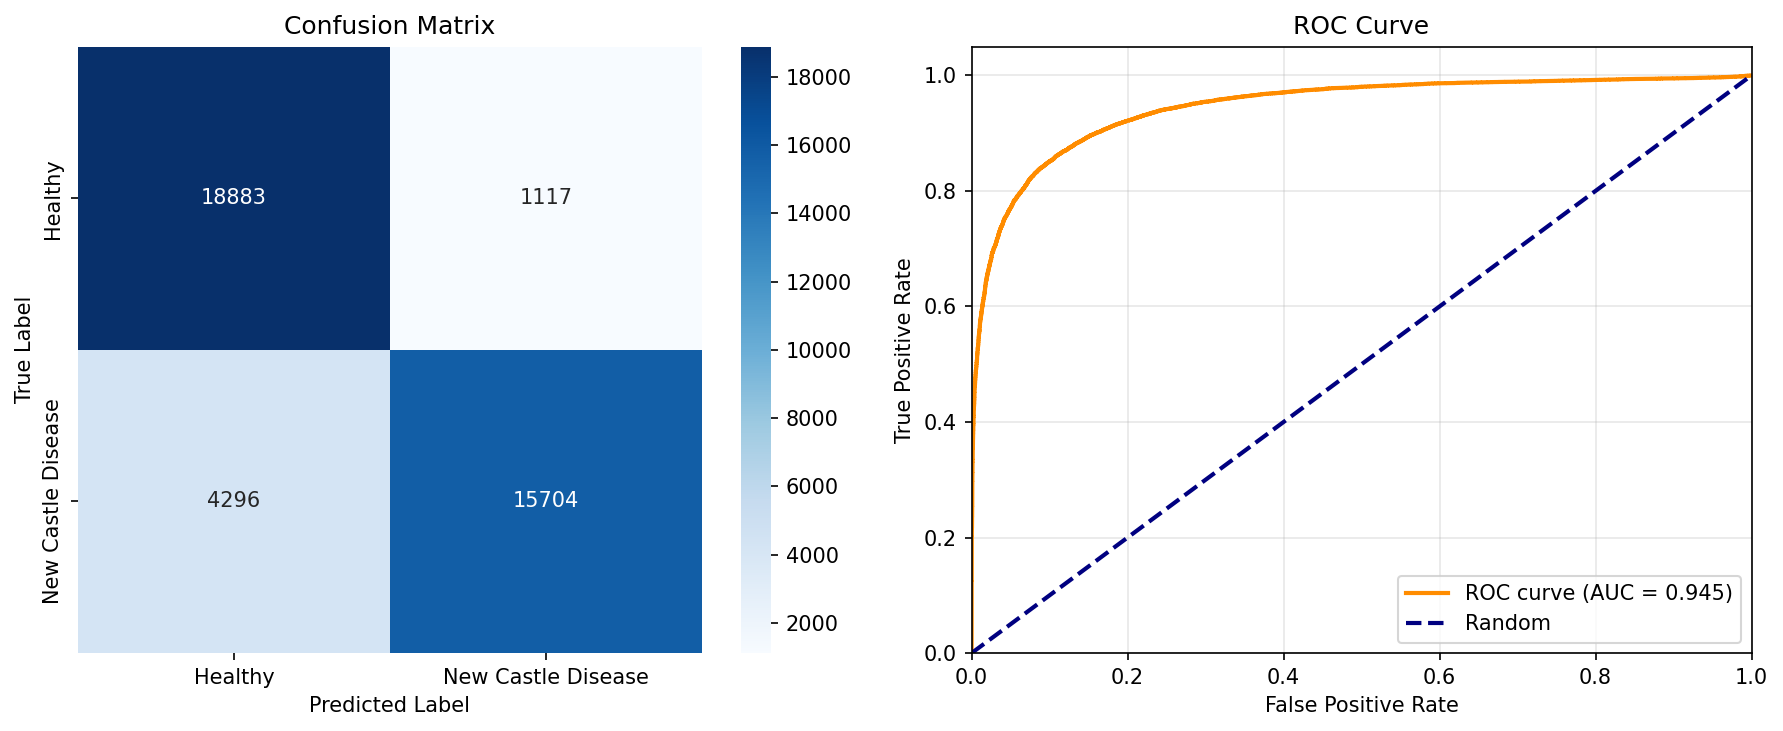 Confusion Matrix
True Label
Healthy
New Castle Disease
18883
1117
4296
15704
Healthy
New Castle Disease
Predicted Label
18000
16000
14000
12000
10000
8000
6000
4000
2000
ROC Curve
True Positive Rate
1.0
0.8
0.6
0.4
0.2
0.0
ROC curve (AUC = 0.945)
Random
0.0
0.2
0.4
0.6
0.8
1.0
False Positive Rate